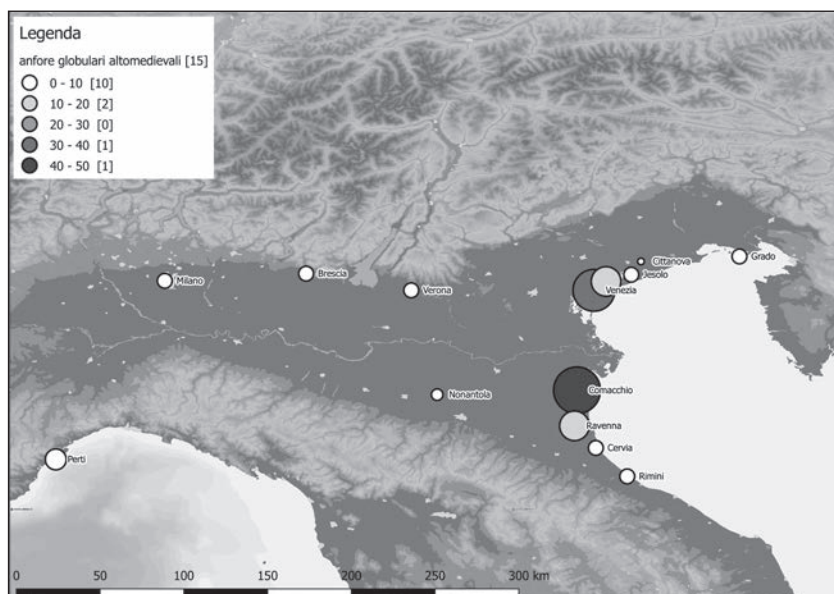 Legenda
anfore globulari altomedievali [15]
0 - 10 [10]
10 - 20 [2]
20 - 30 [0]
30 - 40 [1]
40 - 50 [1]
Cittanova
Grado
Jesolo
Brescia
Milano
Verona
Venezia
Comacchio
Nonantola
Ravenna
Cervia
Perti
Rimini
0 50 100 150 200 250 300 km